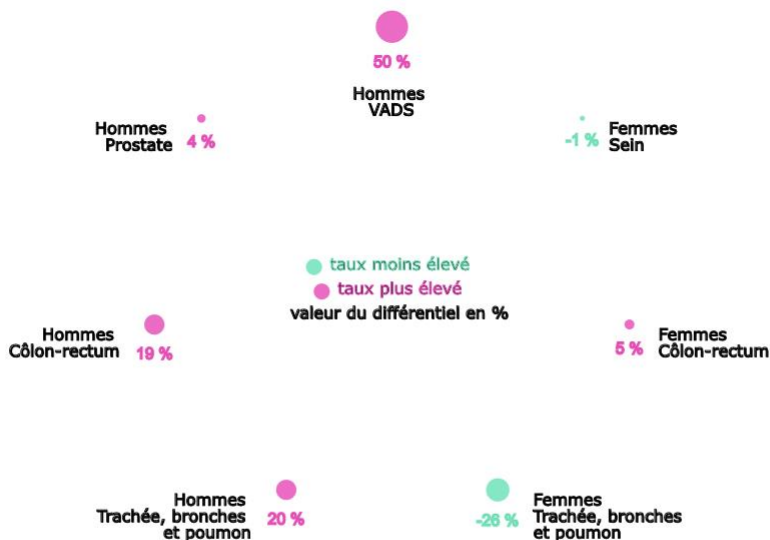 50 %
Hommes
VADS
Hommes
Prostate
4 %
-1 %
Femmes
Sein
taux moins élevé
taux plus élevé
valeur du différentiel en %
Hommes
Côlon-rectum
19 %
5 %
Femmes
Côlon-rectum
Hommes
Trachée, bronches
et poumon
20 %
-26 %
Femmes
Trachée, bronches
et poumon